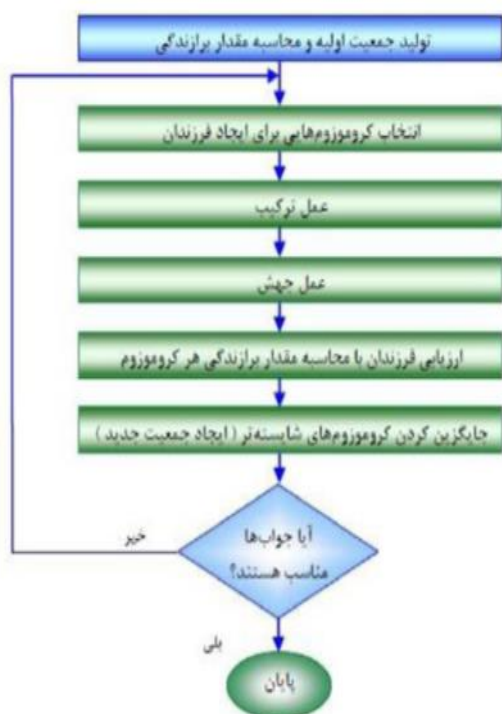 تولید جمعیت اولیه و محاسبه مقدار برازندگی
انتخاب کروموزوم‌هایی برای ایجاد فرزندان
عمل ترکیب
عمل جهش
ارزیابی فرزندان با محاسبه مقدار برازندگی هر کروموزوم
جایگزین کردن کروموزوم‌های شایسته‌تر ( ایجاد جمعیت جدید )
آیا جواب‌ها
مناسب هستند؟
خیر
بلی
پایان